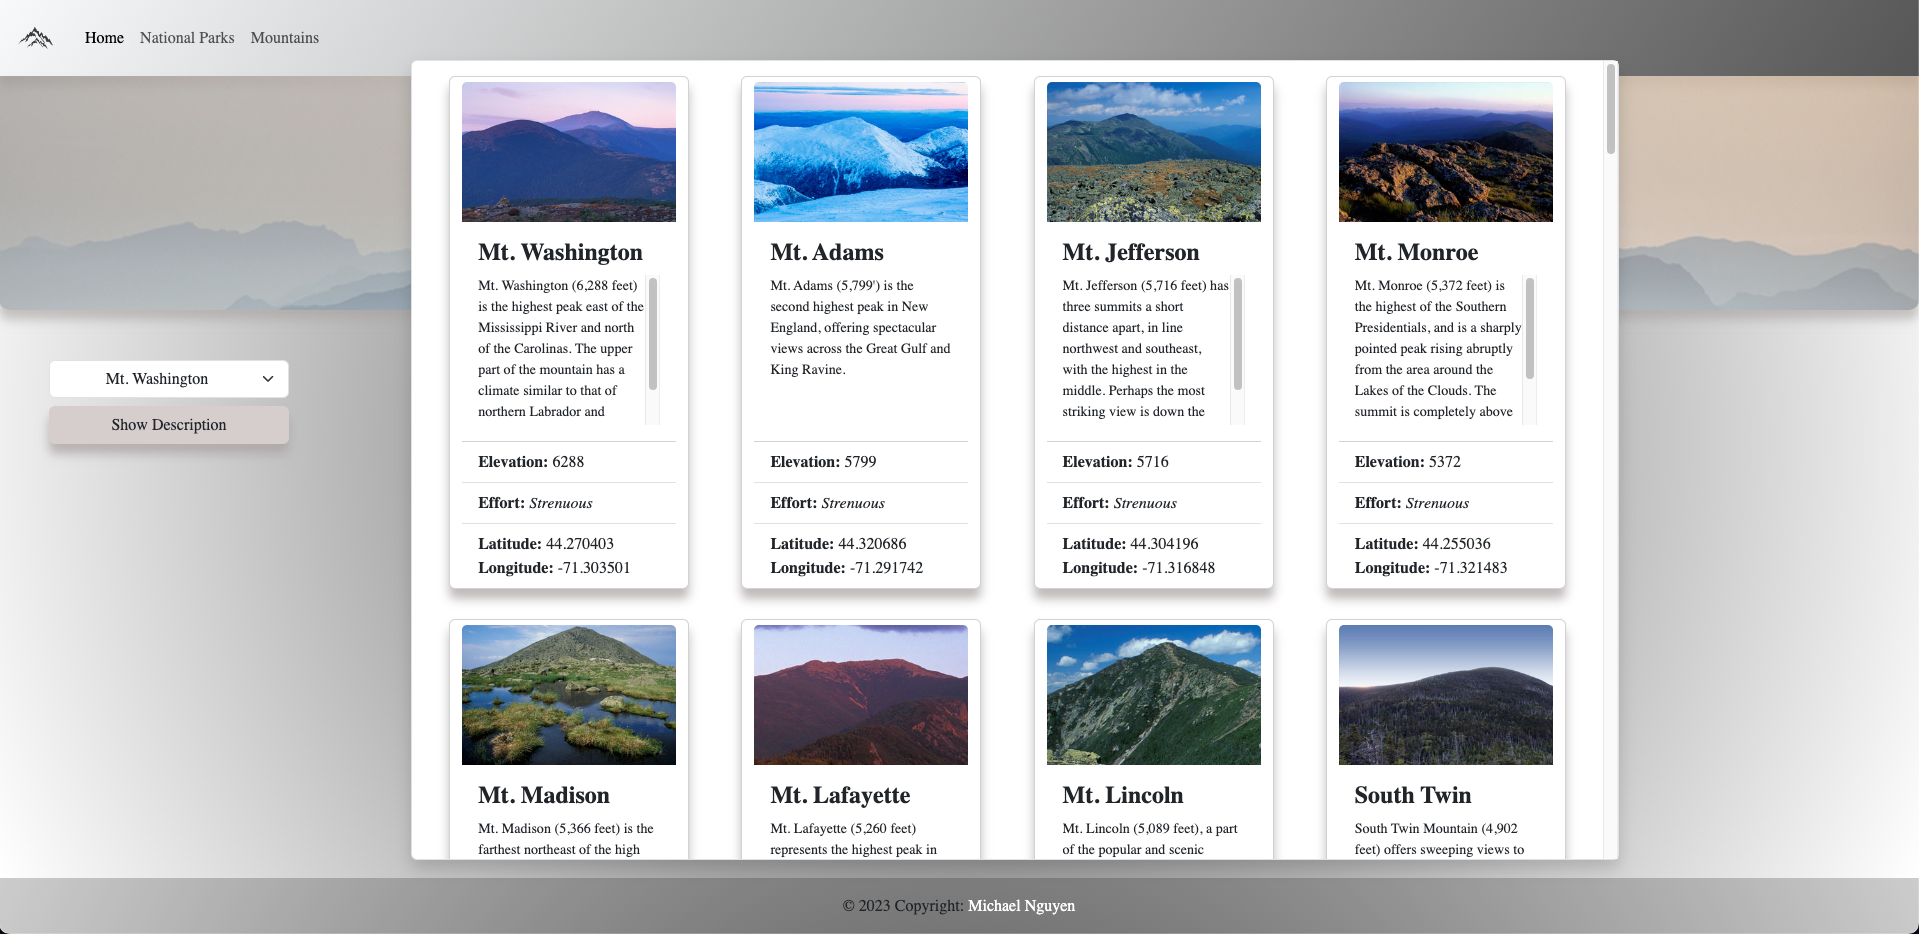 Home National Parks Mountains
Mt. Washington
Show Description
Mt. Washington
Mt. Washington (6,288 feet)
is the highest peak east of the
Mississippi River and north
of the Carolinas. The upper
part of the mountain has a
climate similar to that of
northern Labrador and
Elevation: 6288
Effort: Strenuous
Latitude: 44.270403
Longitude: -71.303501
Mt. Adams
Mt. Adams (5,799') is the
second highest peak in New
England, offering spectacular
views across the Great Gulf and
King Ravine.
Elevation: 5799
Effort: Strenuous
Latitude: 44.320686
Longitude: -71.291742
Mt. Jefferson
Mt. Jefferson (5,716 feet) has
three summits a short
distance apart, in line
northwest and southeast,
with the highest in the
middle. Perhaps the most
striking view is down the
Elevation: 5716
Effort: Strenuous
Latitude: 44.304196
Longitude: -71.316848
Mt. Monroe
Mt. Monroe (5,372 feet) is
the highest of the Southern
Presidentials, and is a sharply
pointed peak rising abruptly
from the area around the
Lakes of the Clouds. The
summit is completely above
Elevation: 5372
Effort: Strenuous
Latitude: 44.255036
Longitude: -71.321483
Mt. Madison
Mt. Madison (5,366 feet) is the
farthest northeast of the high
Mt. Lafayette
Mt. Lafayette (5,260 feet)
represents the highest peak in
Mt. Lincoln
Mt. Lincoln (5,089 feet), a part
of the popular and scenic
South Twin
South Twin Mountain (4,902
feet) offers sweeping views to
© 2023 Copyright: Michael Nguyen